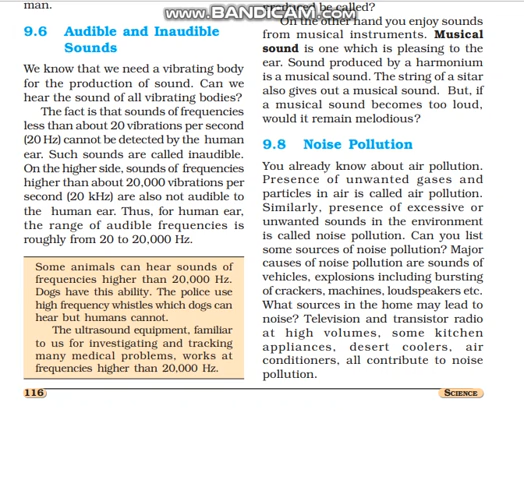 man.
9.6 Audible and Inaudible
Sounds
We know that we need a vibrating body
for the production of sound. Can we
hear the sound of all vibrating bodies?
The fact is that sounds of frequencies
less than about 20 vibrations per second
(20 Hz) cannot be detected by the human
ear. Such sounds are called inaudible.
On the higher side, sounds of frequencies
higher than about 20,000 vibrations per
second (20 kHz) are also not audible to
the human ear. Thus, for human ear,
the range of audible frequencies is
roughly from 20 to 20,000 Hz.
Some animals can hear sounds of
frequencies higher than 20,000 Hz.
Dogs have this ability. The police use
high frequency whistles which dogs can
hear but humans cannot.
The ultrasound equipment, familiar
to us for investigating and tracking
many medical problems, works at
frequencies higher than 20,000 Hz.
116
www.BANDICAM.com
produced be called?
On the other hand you enjoy sounds
from musical instruments. Musical
sound is one which is pleasing to the
ear. Sound produced by a harmonium
is a musical sound. The string of a sitar
also gives out a musical sound. But, if
a musical sound becomes too loud,
would it remain melodious?
9.8 Noise Pollution
You already know about air pollution.
Presence of unwanted gases and
particles in air is called air pollution.
Similarly, presence of excessive or
unwanted sounds in the environment
is called noise pollution. Can you list
some sources of noise pollution? Major
causes of noise pollution are sounds of
vehicles, explosions including bursting
of crackers, machines, loudspeakers etc.
What sources in the home may lead to
noise? Television and transistor radio
at high volumes, some kitchen
appliances, desert coolers, air
conditioners, all contribute to noise
pollution.
SCIENCE